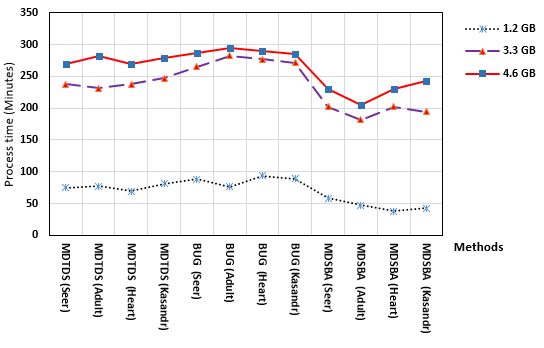 350
300
250
200
150
100
50
0
Process time (Minutes)
1.2 GB
3.3 GB
4.6 GB
Methods
MDTDS (Seer)
MDTDS (Adult)
MDTDS (Heart)
MDTDS (Kasandr)
BUG (Seer)
BUG (Adult)
BUG (Heart)
BUG (Kasandr)
MDSBA (Seer)
MDSBA (Adult)
MDSBA (Heart)
MDSBA (Kasandr)